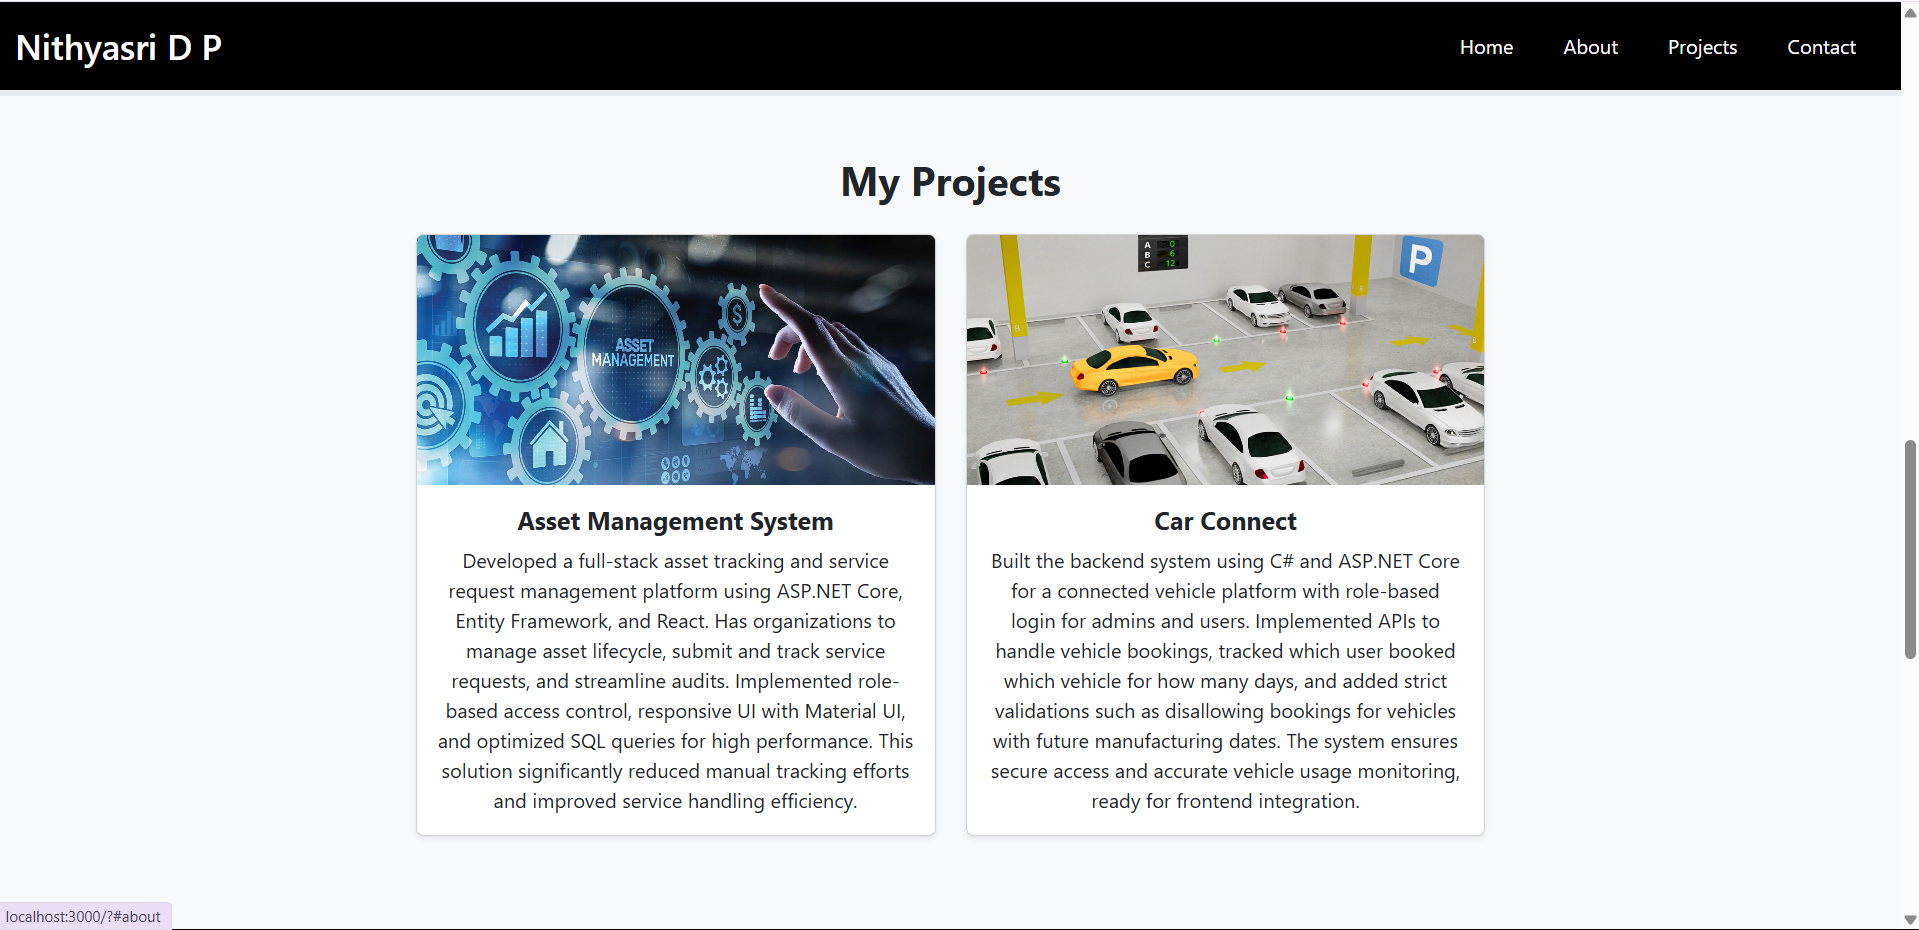 Nithyasri D P
Home About Projects Contact
My Projects
ASSET
MANAGEMENT
$
A 0
B 6
C 12
P
Asset Management System
Developed a full-stack asset tracking and service
request management platform using ASP.NET Core,
Entity Framework, and React. Has organizations to
manage asset lifecycle, submit and track service
requests, and streamline audits. Implemented role-
based access control, responsive UI with Material UI,
and optimized SQL queries for high performance. This
solution significantly reduced manual tracking efforts
and improved service handling efficiency.
Car Connect
Built the backend system using C# and ASP.NET Core
for a connected vehicle platform with role-based
login for admins and users. Implemented APIs to
handle vehicle bookings, tracked which user booked
which vehicle for how many days, and added strict
validations such as disallowing bookings for vehicles
with future manufacturing dates. The system ensures
secure access and accurate vehicle usage monitoring,
ready for frontend integration.
localhost:3000/?#about